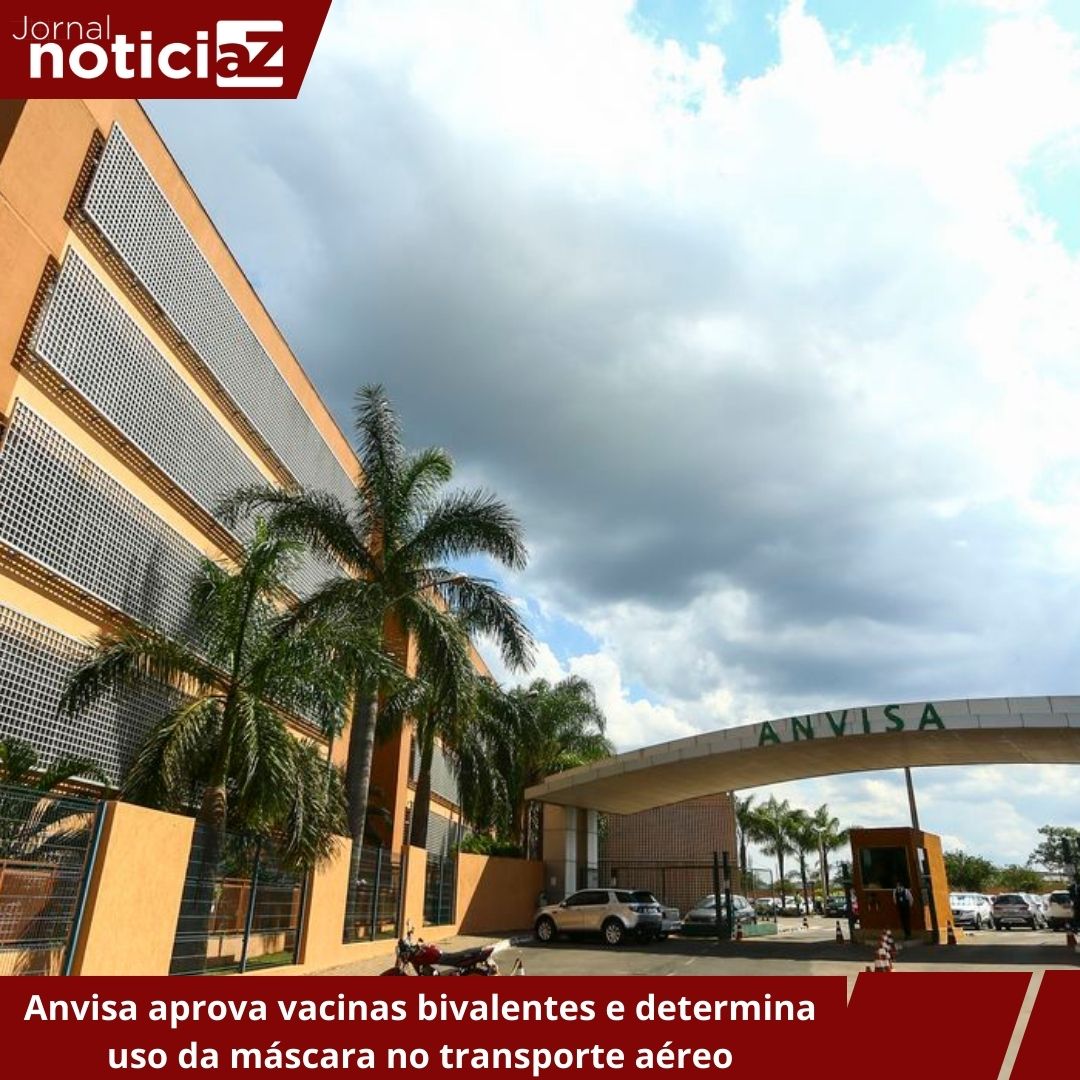 Jornal
noticiaz
ANVISA
Anvisa aprova vacinas bivalentes e determina
uso da máscara no transporte aéreo